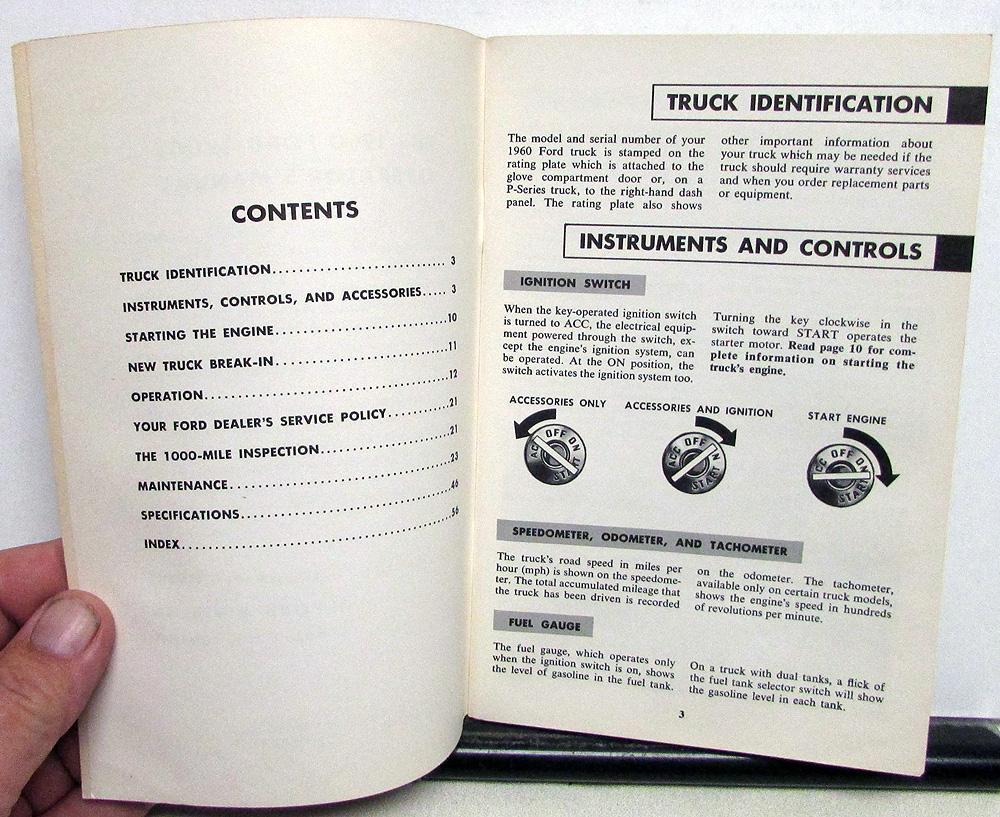 CONTENTS
TRUCK IDENTIFICATION.......................... 3
INSTRUMENTS, CONTROLS, AND ACCESSORIES..... 3
STARTING THE ENGINE..........................10
NEW TRUCK BREAK-IN..........................11
OPERATION....................................12
YOUR FORD DEALER'S SERVICE POLICY.........21
THE 1000-MILE INSPECTION....................21
MAINTENANCE.................................23
SPECIFICATIONS...............................46
INDEX........................................56
TRUCK IDENTIFICATION
The model and serial number of your
1960 Ford truck is stamped on the
rating plate which is attached to the
glove compartment door or, on a
P-Series truck, to the right-hand dash
panel. The rating plate also shows
other important information about
your truck which may be needed if the
truck should require warranty services
and when you order replacement parts
or equipment.
INSTRUMENTS AND CONTROLS
IGNITION SWITCH
When the key-operated ignition switch
is turned to ACC, the electrical equip-
ment powered through the switch, ex-
cept the engine's ignition system, can
be operated. At the ON position, the
switch activates the ignition system too.
Turning the key clockwise in the
switch toward START operates the
starter motor. Read page 10 for com-
plete information on starting the
truck's engine.
ACCESSORIES ONLY
ACC OFF ON START
ACCESSORIES AND IGNITION
ACC OFF ON START
START ENGINE
ACC OFF ON START
SPEEDOMETER, ODOMETER, AND TACHOMETER
The truck's road speed in miles per
hour (mph) is shown on the speedome-
ter. The total accumulated mileage that
the truck has been driven is recorded
on the odometer. The tachometer,
available only on certain truck models,
shows the engine's speed in hundreds
of revolutions per minute.
FUEL GAUGE
The fuel gauge, which operates only
when the ignition switch is on, shows
the level of gasoline in the fuel tank.
On a truck with dual tanks, a flick of
the fuel tank selector switch will show
the gasoline level in each tank.
3